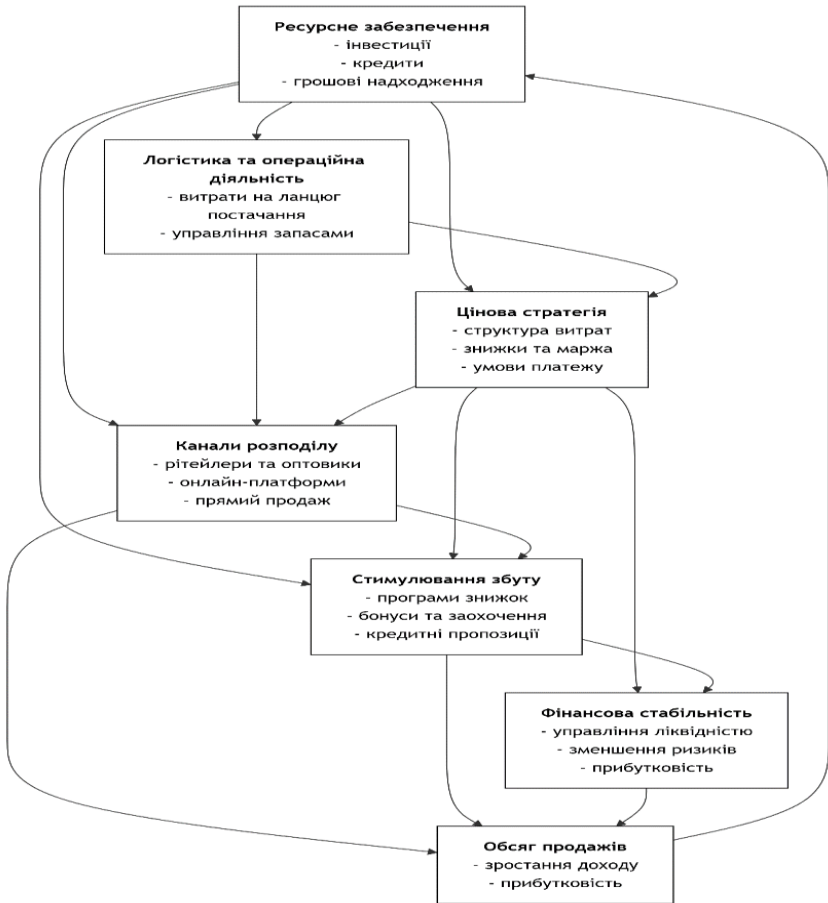 Ресурсне забезпечення
- інвестиції
- кредити
- грошові надходження
Логістика та операційна
діяльність
- витрати на ланцюг
постачання
- управління запасами
Цінова стратегія
- структура витрат
- знижки та маржа
- умови платежу
Канали розподілу
- рітейлери та оптовики
- онлайн-платформи
- прямий продаж
Стимулювання збуту
- програми знижок
- бонуси та заохочення
- кредитні пропозиції
Фінансова стабільність
- управління ліквідністю
- зменшення ризиків
- прибутковість
Обсяг продажів
- зростання доходу
- прибутковість